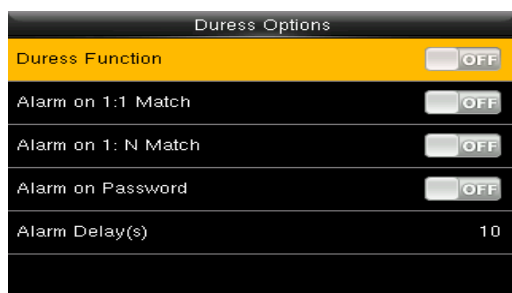 Duress Options
Duress Function OFF
Alarm on 1:1 Match OFF
Alarm on 1: N Match OFF
Alarm on Password OFF
Alarm Delay(s) 10